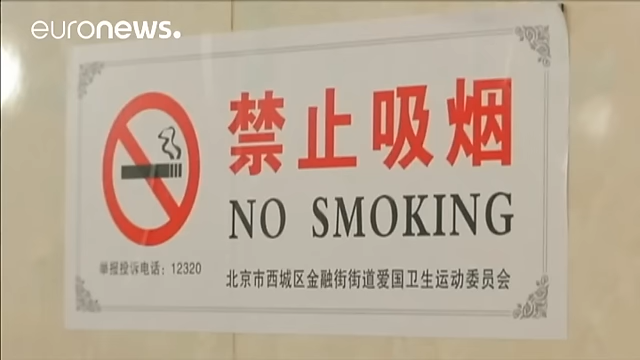 euronews.
禁止吸烟
NO SMOKING
举报投诉电话：12320
北京市西城区金融街街道爱国卫生运动委员会